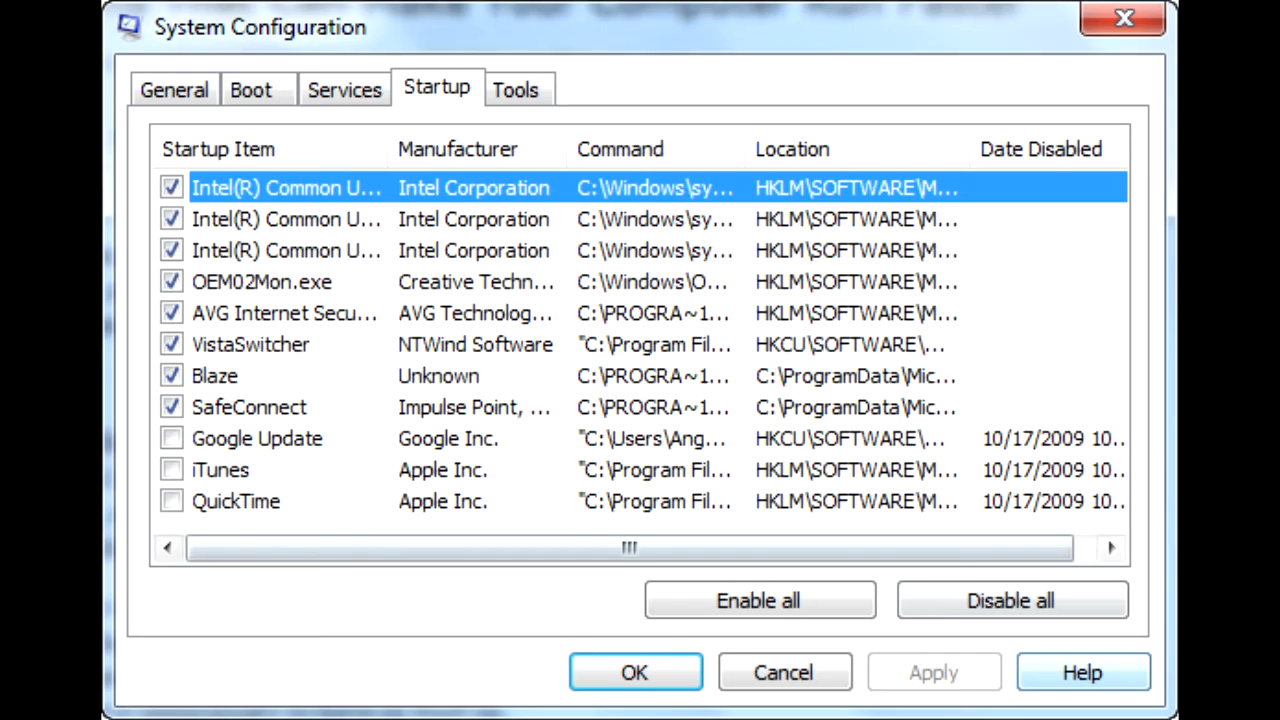 System Configuration
General Boot Services Startup Tools
Startup Item Manufacturer Command Location Date Disabled
Intel(R) Common U... Intel Corporation C:\Windows\sy... HKLM\SOFTWARE\M...
Intel(R) Common U... Intel Corporation C:\Windows\sy... HKLM\SOFTWARE\M...
Intel(R) Common U... Intel Corporation C:\Windows\sy... HKLM\SOFTWARE\M...
OEM02Mon.exe Creative Techn... C:\Windows\O... HKLM\SOFTWARE\M...
AVG Internet Secu... AVG Technolog... C:\PROGRA~1... HKLM\SOFTWARE\M...
VistaSwitcher NTWind Software "C:\Program Fil... HKCU\SOFTWARE\...
Blaze Unknown C:\PROGRA~1... C:\ProgramData\Mic...
SafeConnect Impulse Point, ... C:\PROGRA~1... C:\ProgramData\Mic...
Google Update Google Inc. "C:\Users\Ang... HKCU\SOFTWARE\... 10/17/2009 10..
iTunes Apple Inc. "C:\Program Fil... HKLM\SOFTWARE\M... 10/17/2009 10..
QuickTime Apple Inc. "C:\Program Fil... HKLM\SOFTWARE\M... 10/17/2009 10..
Enable all Disable all
OK Cancel Apply Help